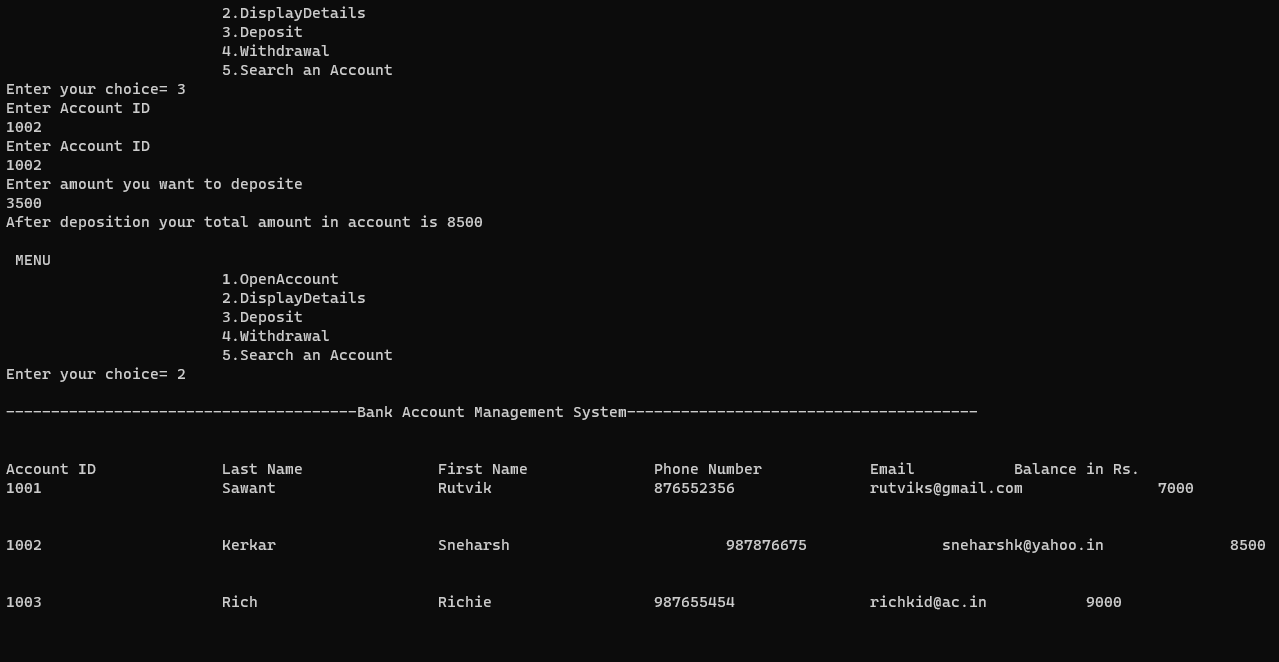 2.DisplayDetails
3.Deposit
4.Withdrawal
5.Search an Account
Enter your choice= 3
Enter Account ID
1002
Enter Account ID
1002
Enter amount you want to deposite
3500
After deposition your total amount in account is 8500
MENU
1.OpenAccount
2.DisplayDetails
3.Deposit
4.Withdrawal
5.Search an Account
Enter your choice= 2
---------------------------------------Bank Account Management System---------------------------------------
Account ID Last Name First Name Phone Number Email Balance in Rs.
1001 Sawant Rutvik 876552356 rutviks@gmail.com 7000
1002 Kerkar Sneharsh 987876675 sneharshk@yahoo.in 8500
1003 Rich Richie 987655454 richkid@ac.in 9000